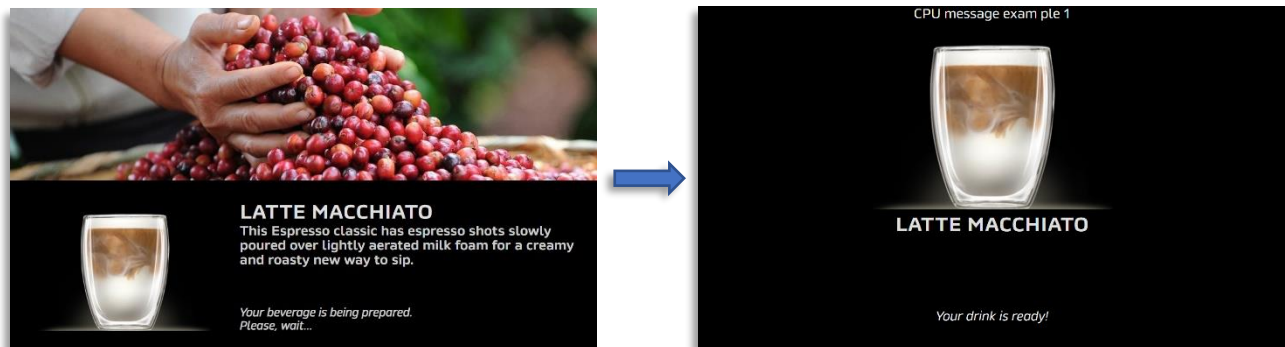 LATTE MACCHIATO
This Espresso classic has espresso shots slowly
poured over lightly aerated milk foam for a creamy
and roasty new way to sip.
Your beverage is being prepared.
Please, wait...
CPU message exam ple 1
LATTE MACCHIATO
Your drink is ready!